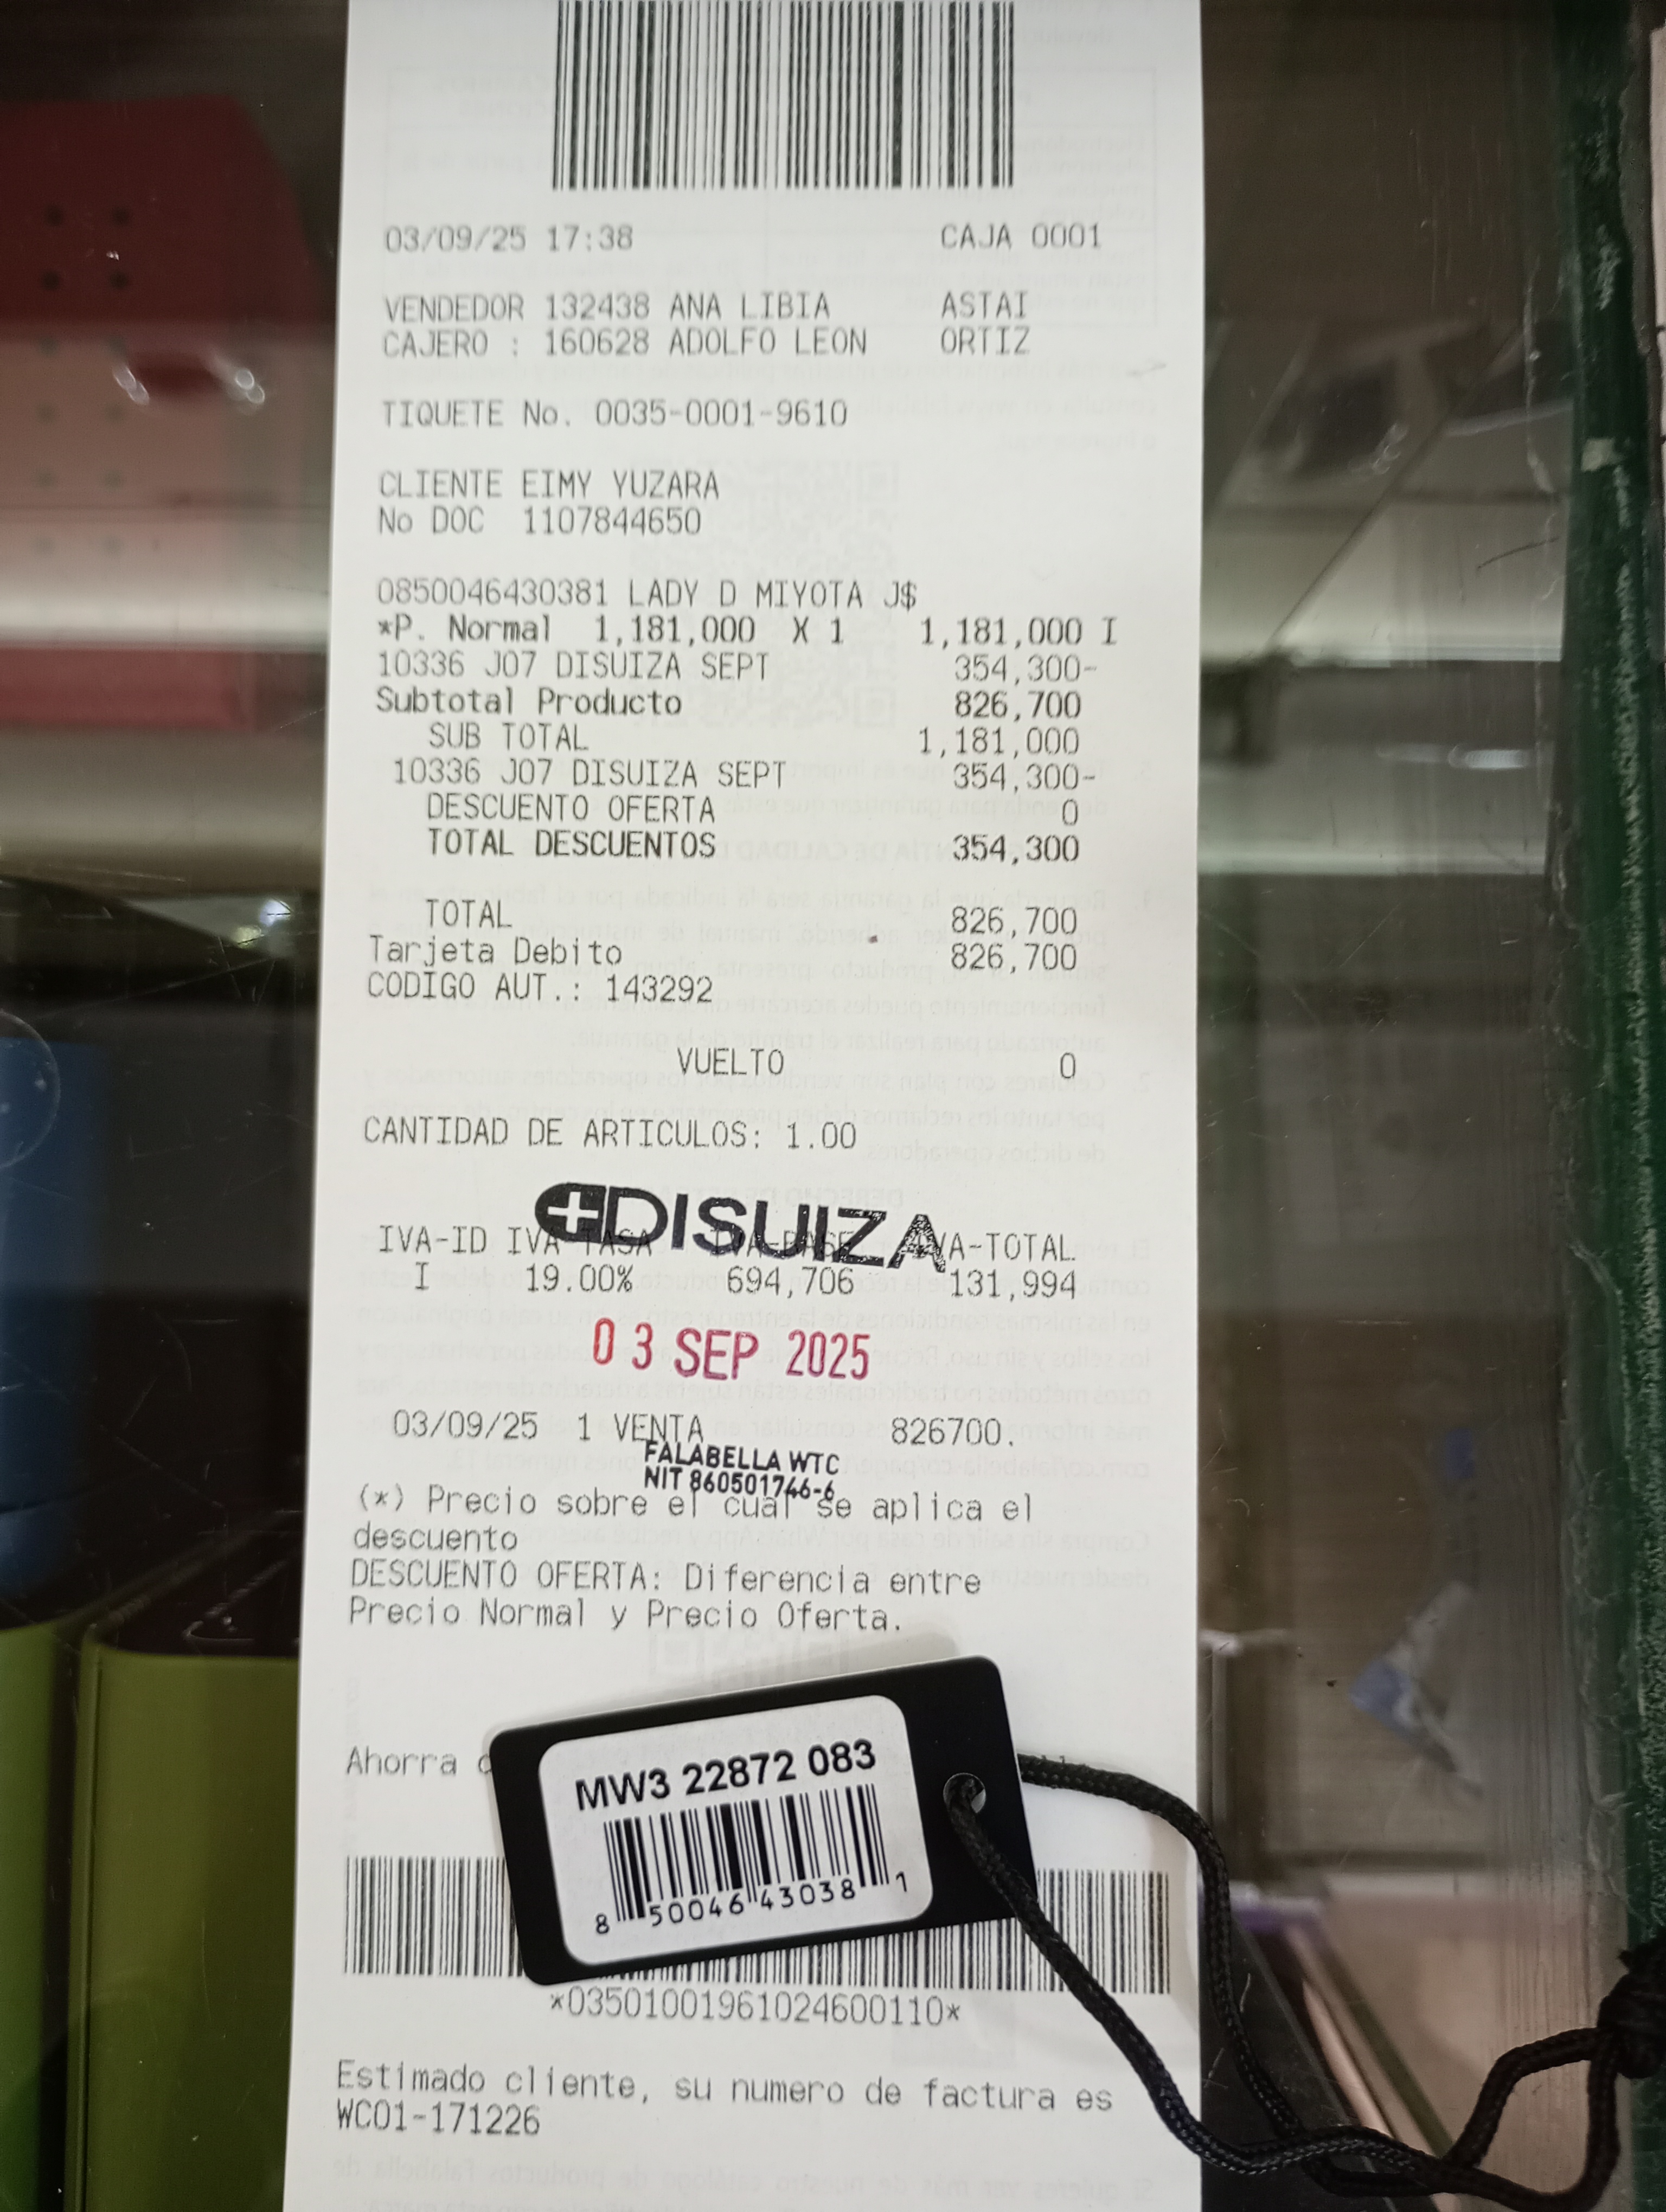 03/09/25 17:38 CAJA 0001
VENDEDOR 132438 ANA LIBIA ASTAI
CAJERO : 160628 ADOLFO LEON ORTIZ
TIQUETE No. 0035-0001-9610
CLIENTE EIMY YUZARA
No DOC 1107844650
0850046430381 LADY D MIYOTA J$
*P. Normal 1,181,000 X 1 1,181,000 I
10336 J07 DISUIZA SEPT 354,300-
Subtotal Producto 826,700
SUB TOTAL 1,181,000
10336 J07 DISUIZA SEPT 354,300-
DESCUENTO OFERTA 0
TOTAL DESCUENTOS 354,300
TOTAL 826,700
Tarjeta Debito 826,700
CODIGO AUT.: 143292
VUELTO 0
CANTIDAD DE ARTICULOS: 1.00
DISUIZA
IVA-ID IVA-TASA IVA-BASE IVA-TOTAL
I 19.00% 694,706 131,994
03 SEP 2025
03/09/25 1 VENTA 826700.
FALABELLA WTC
NIT 860501746-6
(*) Precio sobre el cual se aplica el
descuento
DESCUENTO OFERTA: Diferencia entre
Precio Normal y Precio Oferta.
Ahorra
MW3 22872 083
8 50046 43038 1
*03501001961024600110*
Estimado cliente, su numero de factura es
WC01-171226